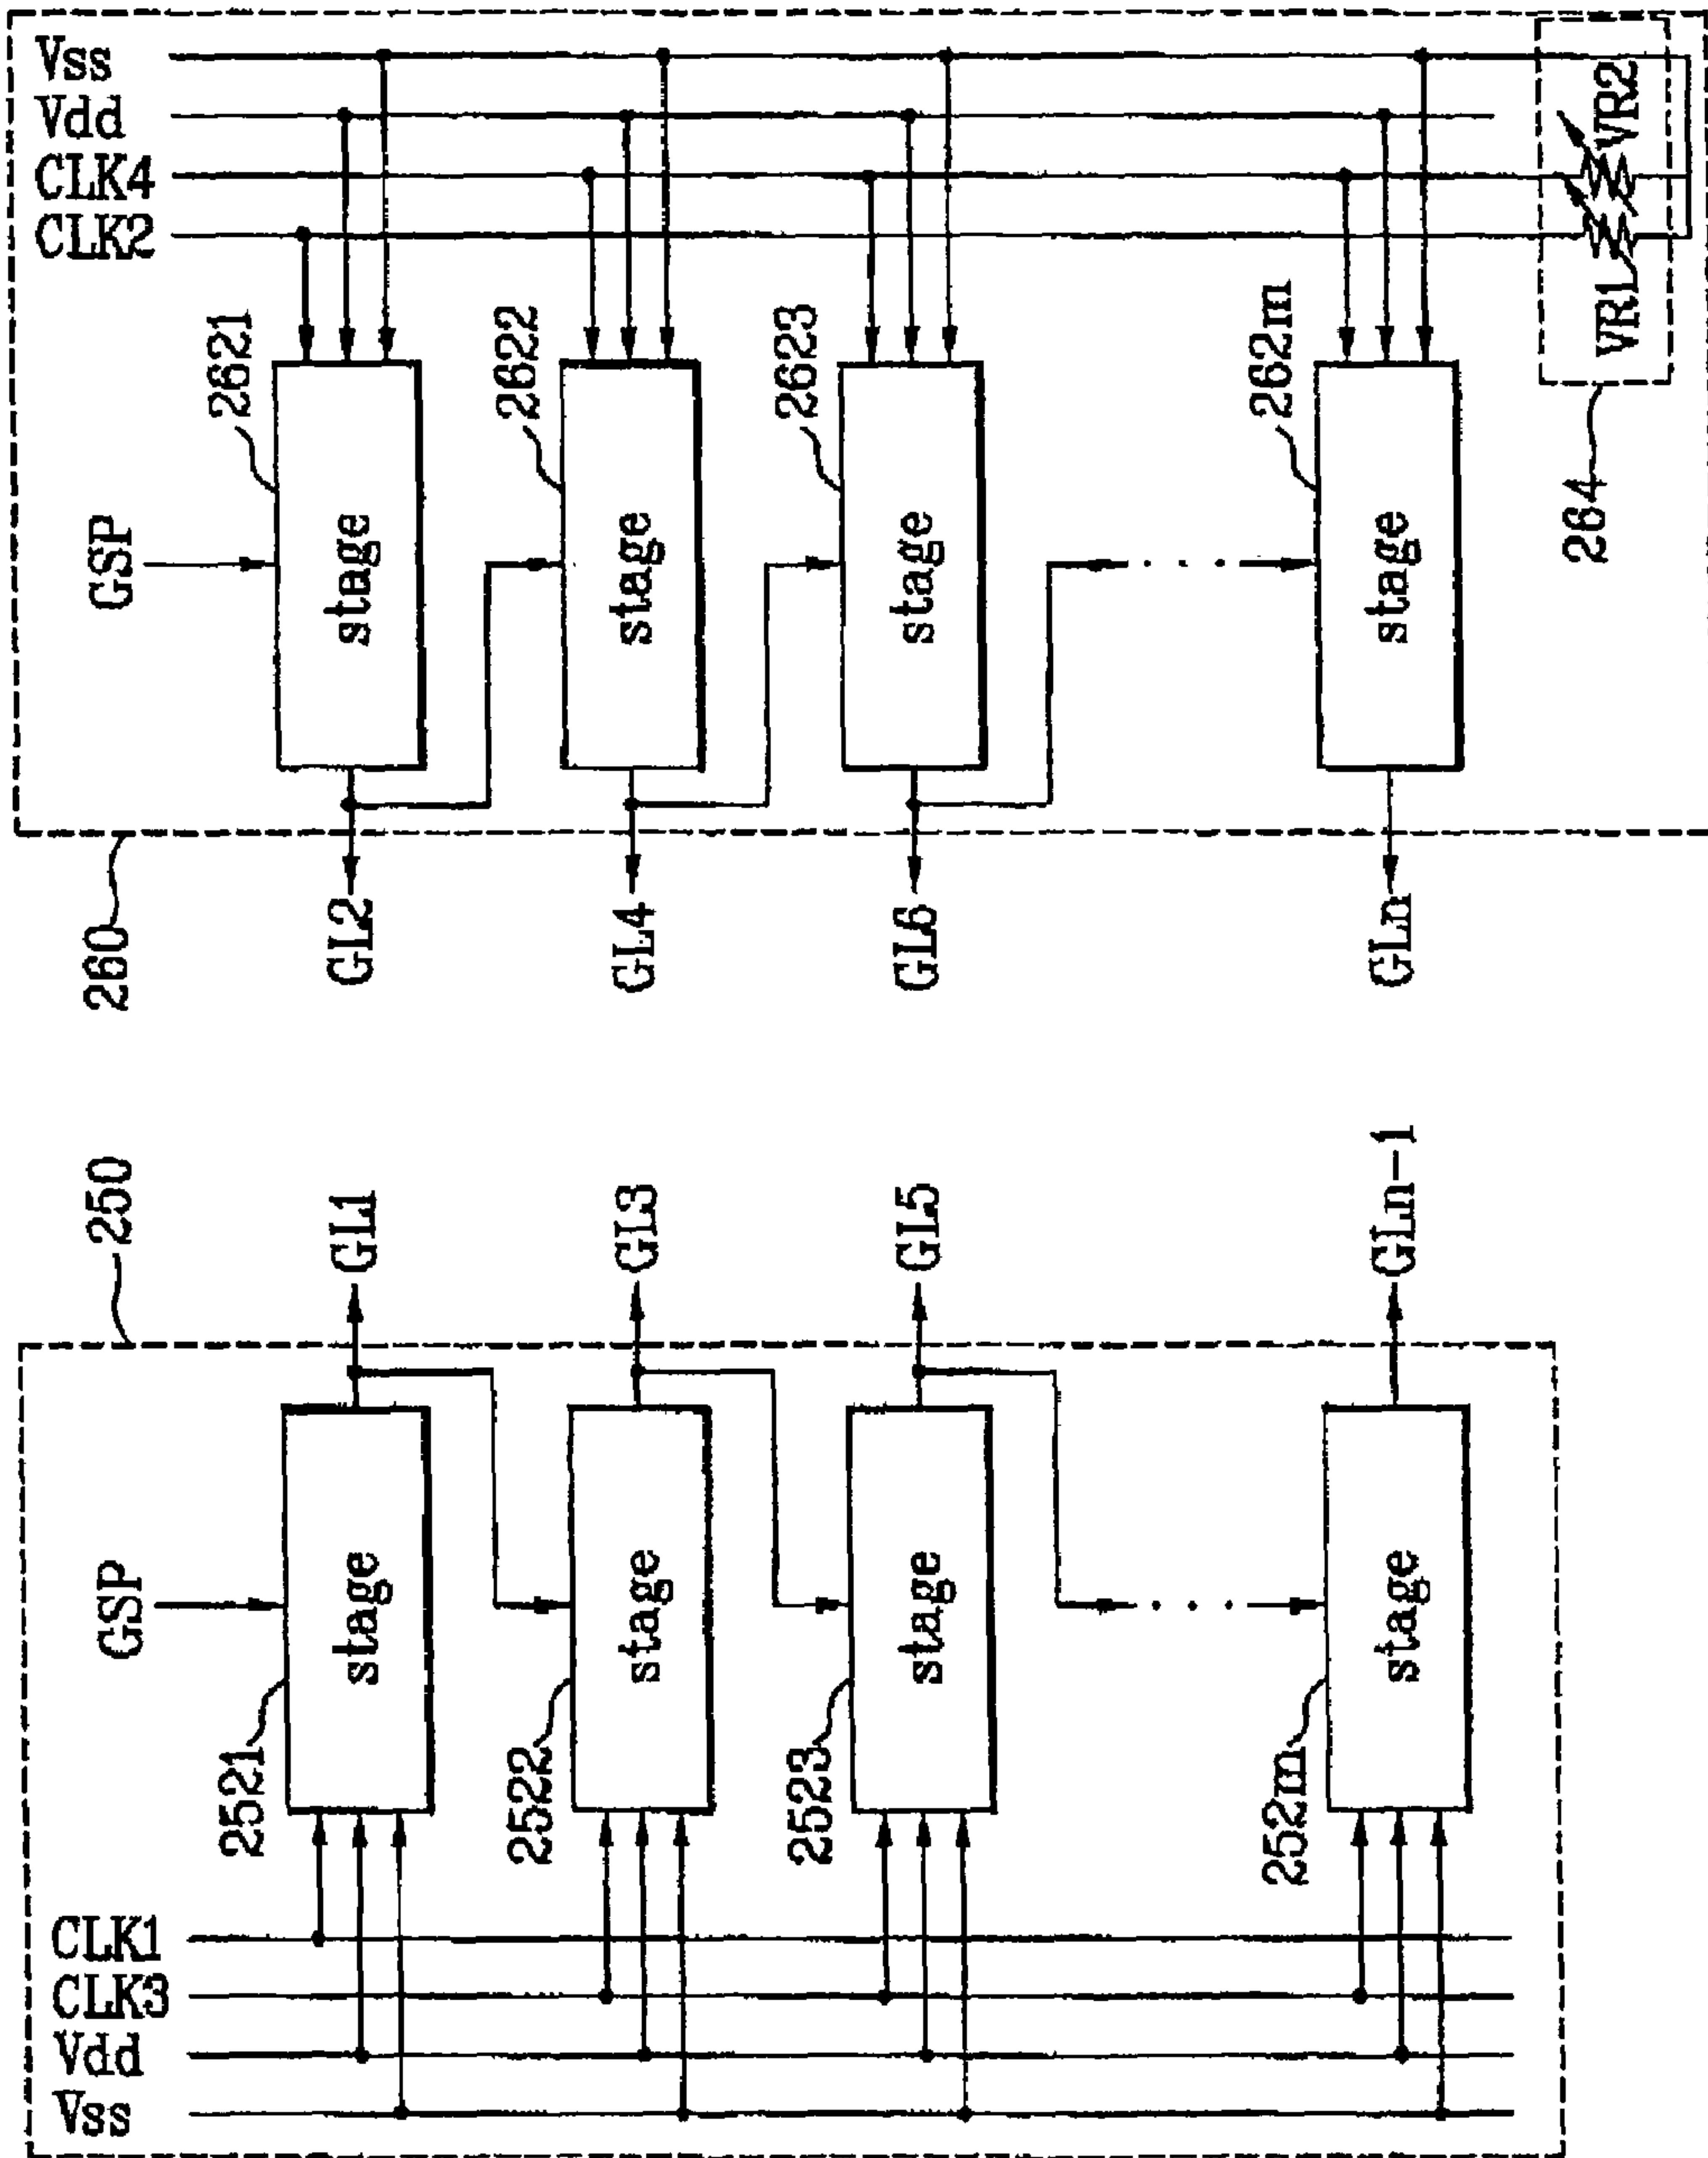 250
260
Vss
Vdd
CLK3
CLK1
GSP
GSP
CLK2
CLK4
Vdd
Vss
2521
stage
GL1
GL2
stage
2621
2522
stage
GL3
GL4
stage
2622
2523
stage
GL5
GL6
stage
2623
. . .
. . .
252m
stage
GLn-1
GLn
stage
262m
264
VR1
VR2